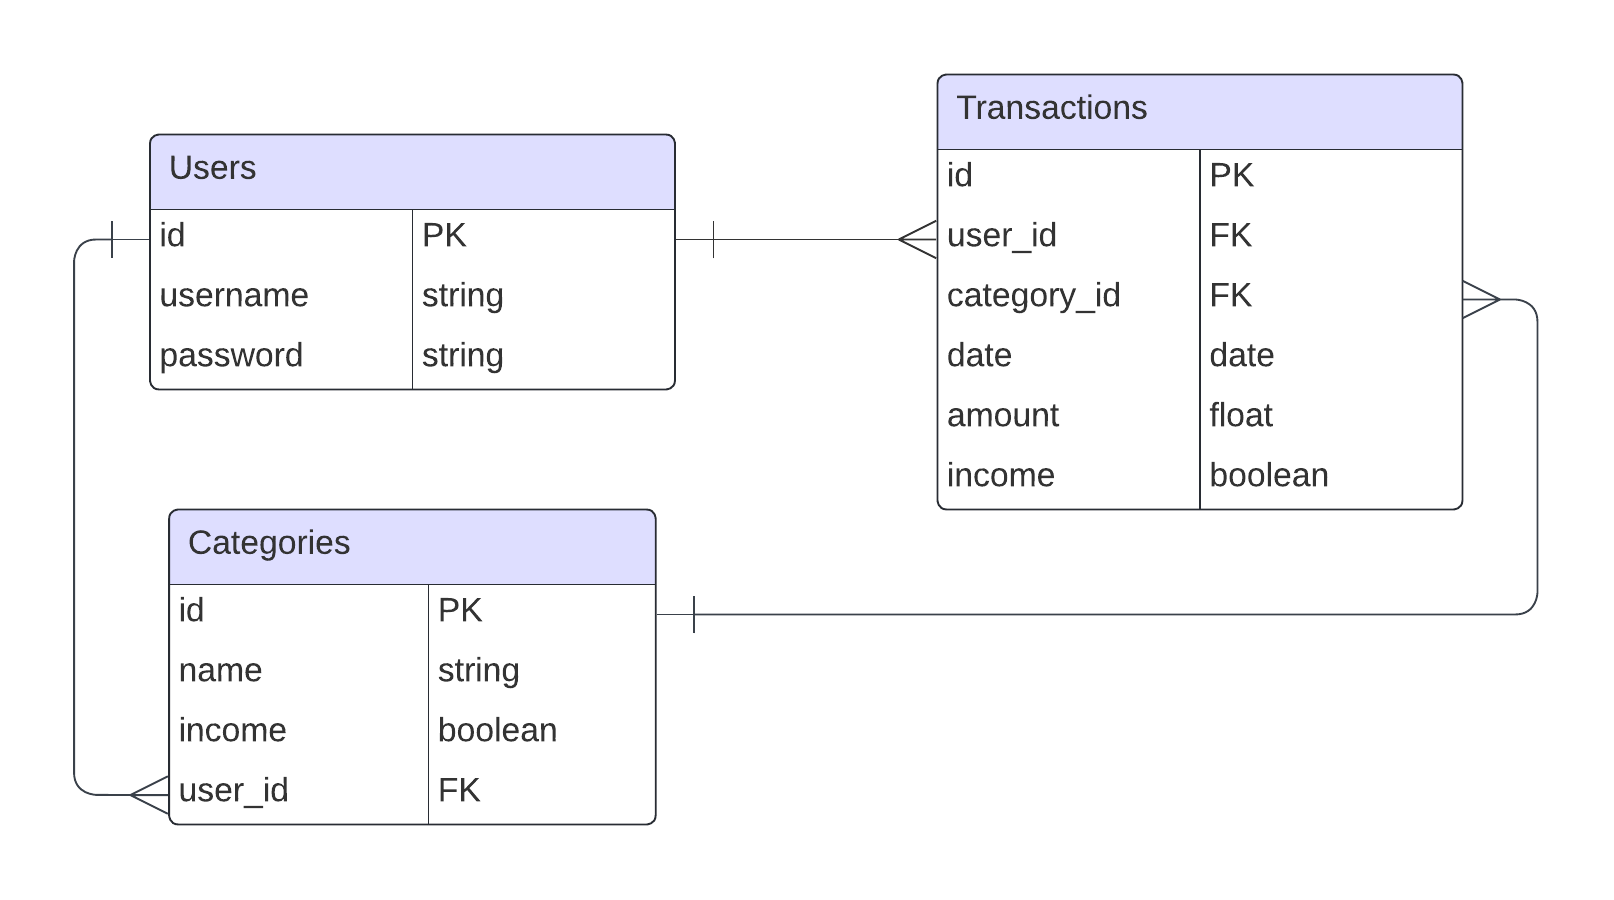 Users
id PK
username string
password string
Transactions
id PK
user_id FK
category_id FK
date date
amount float
income boolean
Categories
id PK
name string
income boolean
user_id FK